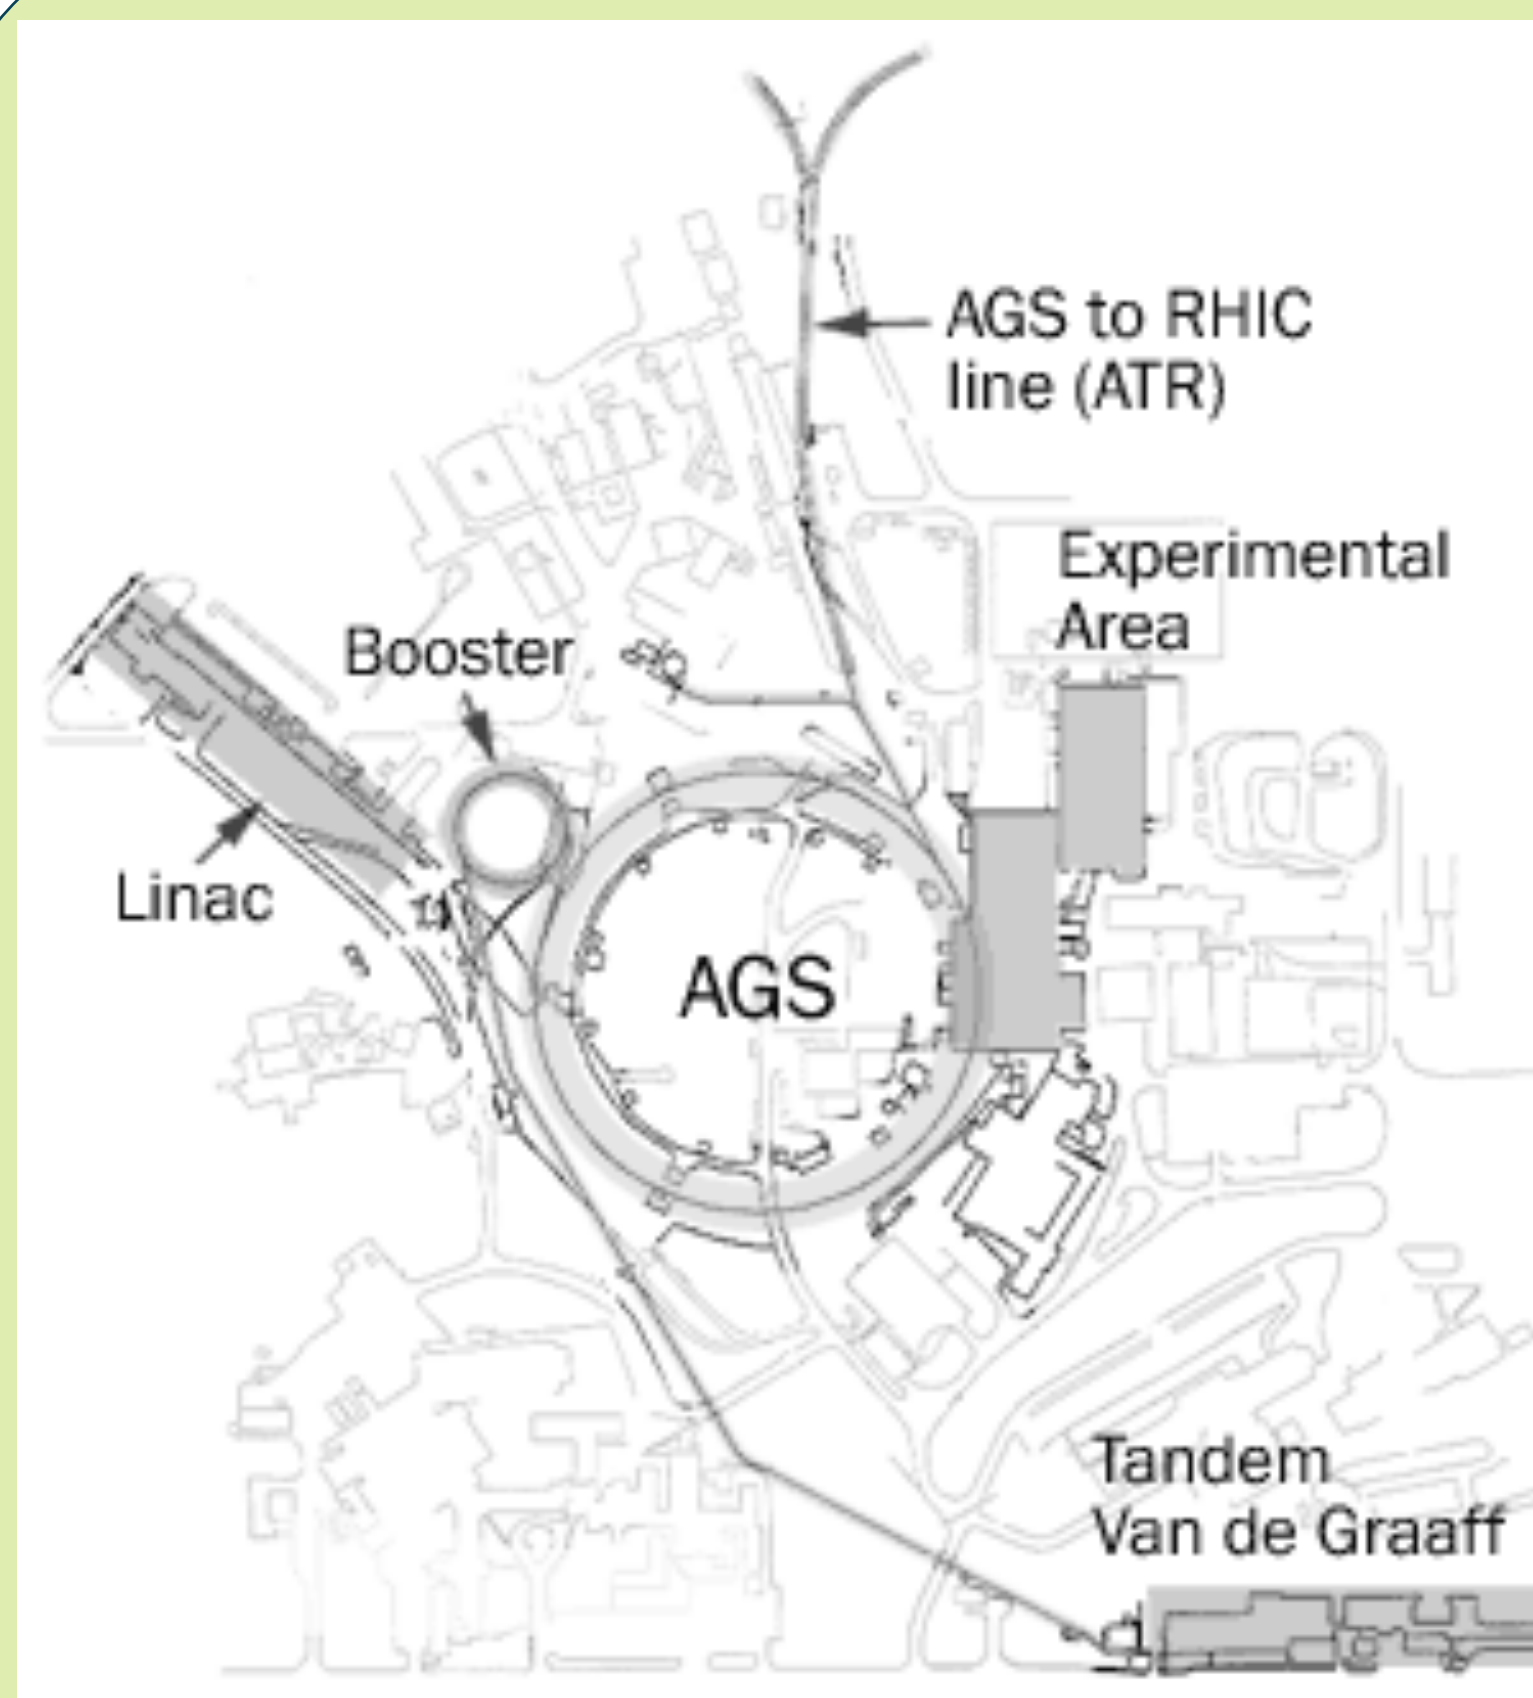 AGS to RHIC
line (ATR)
Experimental
Area
Booster
Linac
AGS
Tandem
Van de Graaff